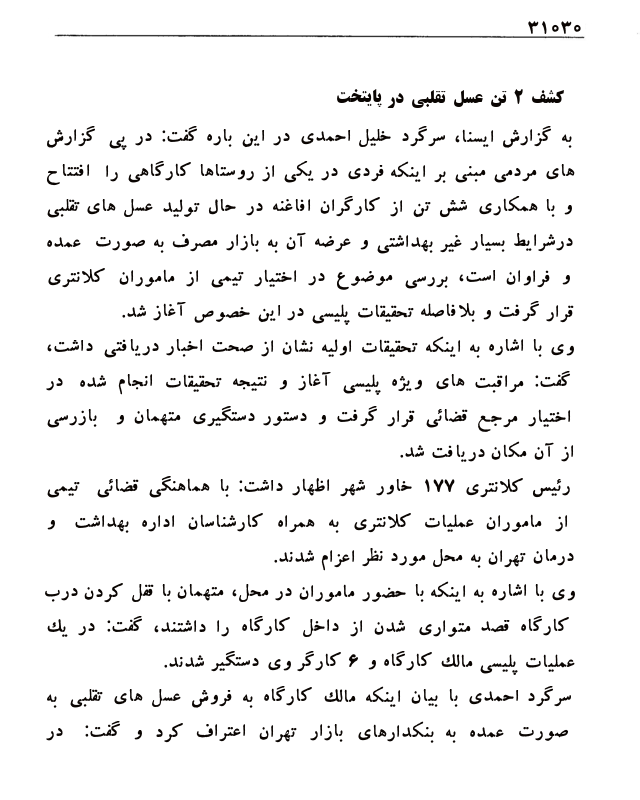 ۳۱۰۳۰
کشف ۲ تن عسل تقلبی در پایتخت
به گزارش ایسنا، سرگرد خلیل احمدی در این باره گفت: در پی گزارش
های مردمی مبنی بر اینکه فردی در یکی از روستاها کارگاهی را افتتاح
و با همکاری شش تن از کارگران افاغنه در حال تولید عسل های تقلبی
درشرایط بسیار غیر بهداشتی و عرضه آن به بازار مصرف به صورت عمده
و فراوان است، بررسی موضوع در اختیار تیمی از ماموران کلانتری
قرار گرفت و بلافاصله تحقیقات پلیسی در این خصوص آغاز شد.
وی با اشاره به اینکه تحقیقات اولیه نشان از صحت اخبار دریافتی داشت،
گفت: مراقبت های ویژه پلیسی آغاز و نتیجه تحقیقات انجام شده در
اختیار مرجع قضائی قرار گرفت و دستور دستگیری متهمان و بازرسی
از آن مکان دریافت شد.
رئیس کلانتری ۱۷۷ خاور شهر اظهار داشت: با هماهنگی قضائی تیمی
از ماموران عملیات کلانتری به همراه کارشناسان اداره بهداشت و
درمان تهران به محل مورد نظر اعزام شدند.
وی با اشاره به اینکه با حضور ماموران در محل، متهمان با قفل کردن درب
کارگاه قصد متواری شدن از داخل کارگاه را داشتند، گفت: در یك
عملیات پلیسی مالك کارگاه و ۶ کارگر وی دستگیر شدند.
سرگرد احمدی با بیان اینکه مالك کارگاه به فروش عسل های تقلبی به
صورت عمده به بنکدارهای بازار تهران اعتراف کرد و گفت: در